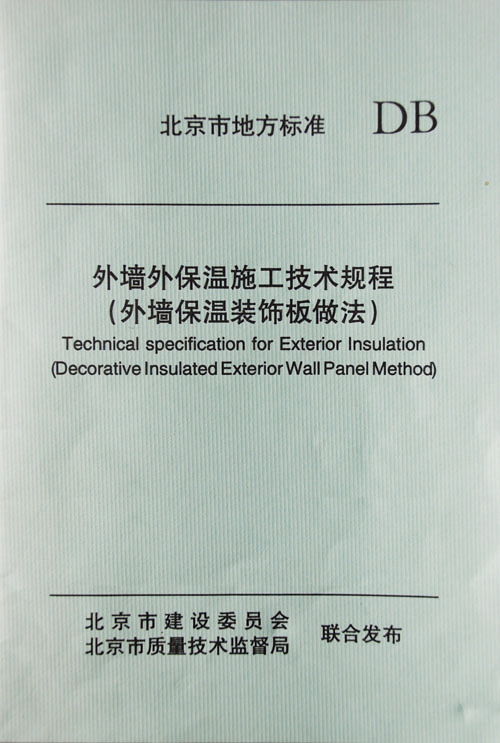 北京市地方标准 DB
外墙外保温施工技术规程
(外墙保温装饰板做法)
Technical specification for Exterior Insulation
(Decorative Insulated Exterior Wall Panel Method)
北京市建设委员会
北京市质量技术监督局
联合发布